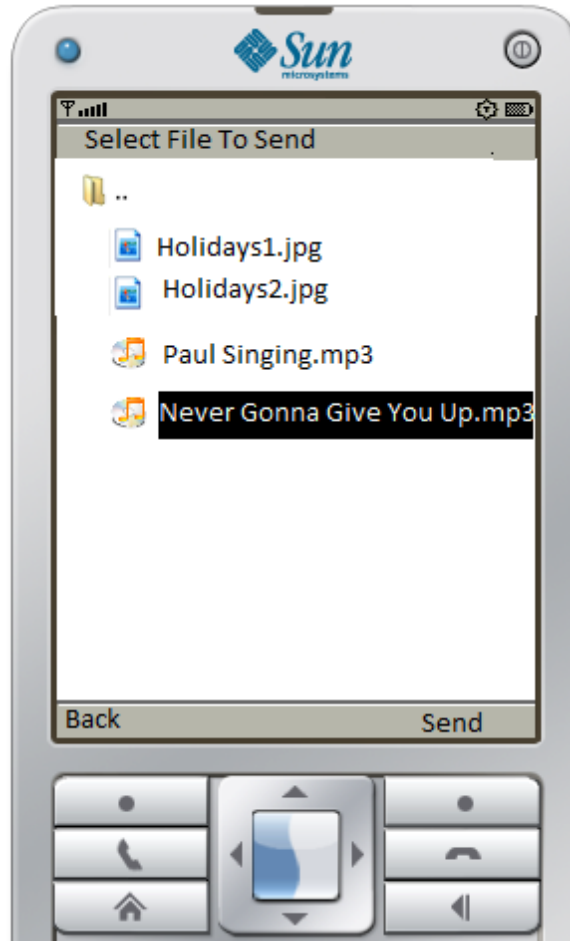 Sun
microsystems
Select File To Send
..
Holidays1.jpg
Holidays2.jpg
Paul Singing.mp3
Never Gonna Give You Up.mp3
Back Send